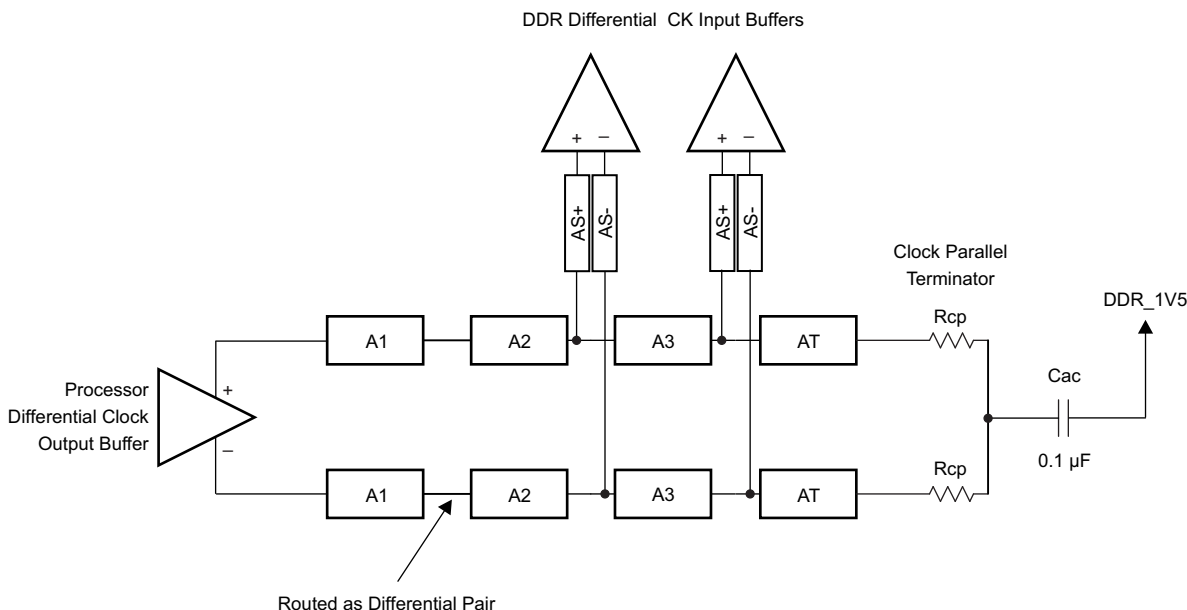 DDR Differential CK Input Buffers
+ − + −
AS+ AS- AS+ AS-
Clock Parallel
Terminator
DDR_1V5
Rcp
A1 A2 A3 AT
Cac
Processor
Differential Clock
Output Buffer
+
−
0.1 µF
Rcp
A1 A2 A3 AT
Routed as Differential Pair